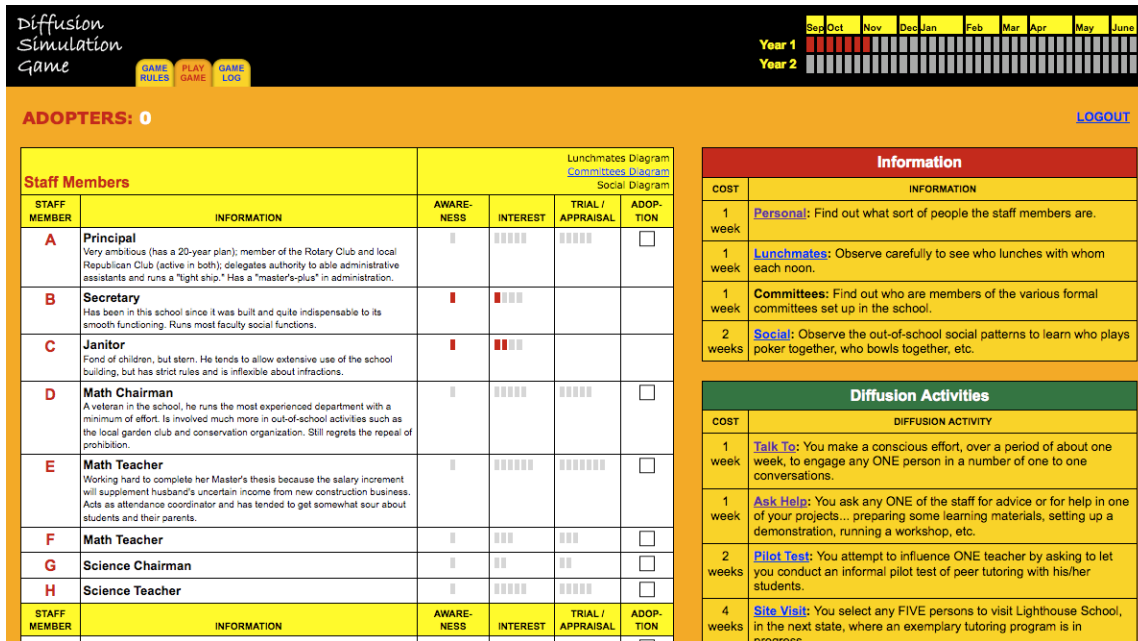 Diffusion
Simulation
Game
GAME RULES
PLAY GAME
GAME LOG
Sep Oct Nov Dec Jan Feb Mar Apr May June
Year 1
Year 2
ADOPTERS: 0
LOGOUT
Staff Members
Lunchmates Diagram
Committees Diagram
Social Diagram
STAFF MEMBER INFORMATION AWARE-NESS INTEREST TRIAL / APPRAISAL ADOP-TION
A Principal
Very ambitious (has a 20-year plan); member of the Rotary Club and local
Republican Club (active in both); delegates authority to able administrative
assistants and runs a "tight ship." Has a "master's-plus" in administration.
B Secretary
Has been in this school since it was built and quite indispensable to its
smooth functioning. Runs most faculty social functions.
C Janitor
Fond of children, but stern. He tends to allow extensive use of the school
building, but has strict rules and is inflexible about infractions.
D Math Chairman
A veteran in the school, he runs the most experienced department with a
minimum of effort. Is involved much more in out-of-school activities such as
the local garden club and conservation organization. Still regrets the repeal of
prohibition.
E Math Teacher
Working hard to complete her Master's thesis because the salary increment
will supplement husband's uncertain income from new construction business.
Acts as attendance coordinator and has tended to get somewhat sour about
students and their parents.
F Math Teacher
G Science Chairman
H Science Teacher
STAFF MEMBER INFORMATION AWARE-NESS INTEREST TRIAL / APPRAISAL ADOP-TION
Information
COST INFORMATION
1 week Personal: Find out what sort of people the staff members are.
1 week Lunchmates: Observe carefully to see who lunches with whom
each noon.
1 week Committees: Find out who are members of the various formal
committees set up in the school.
2 weeks Social: Observe the out-of-school social patterns to learn who plays
poker together, who bowls together, etc.
Diffusion Activities
COST DIFFUSION ACTIVITY
1 week Talk To: You make a conscious effort, over a period of about one
week, to engage any ONE person in a number of one to one
conversations.
1 week Ask Help: You ask any ONE of the staff for advice or for help in one
of your projects... preparing some learning materials, setting up a
demonstration, running a workshop, etc.
2 weeks Pilot Test: You attempt to influence ONE teacher by asking to let
you conduct an informal pilot test of peer tutoring with his/her
students.
4 weeks Site Visit: You select any FIVE persons to visit Lighthouse School,
in the next state, where an exemplary tutoring program is in